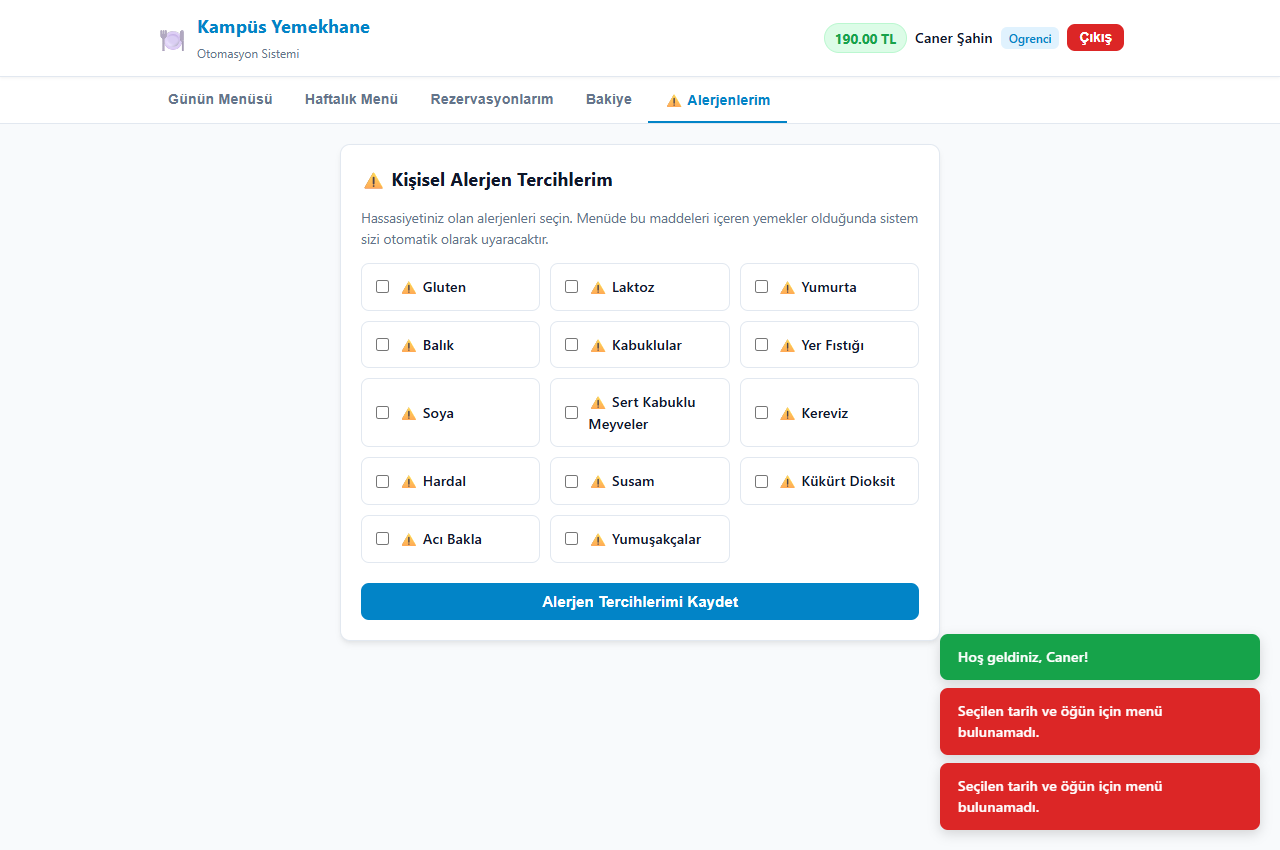 Kampüs Yemekhane
Otomasyon Sistemi
190.00 TL
Caner Şahin
Ogrenci
Çıkış
Günün Menüsü
Haftalık Menü
Rezervasyonlarım
Bakiye
Alerjenlerim
Kişisel Alerjen Tercihlerim
Hassasiyetiniz olan alerjenleri seçin. Menüde bu maddeleri içeren yemekler olduğunda sistem
sizi otomatik olarak uyaracaktır.
Gluten
Laktoz
Yumurta
Balık
Kabuklular
Yer Fıstığı
Soya
Sert Kabuklu
Meyveler
Kereviz
Hardal
Susam
Kükürt Dioksit
Acı Bakla
Yumuşakçalar
Alerjen Tercihlerimi Kaydet
Hoş geldiniz, Caner!
Seçilen tarih ve öğün için menü
bulunamadı.
Seçilen tarih ve öğün için menü
bulunamadı.